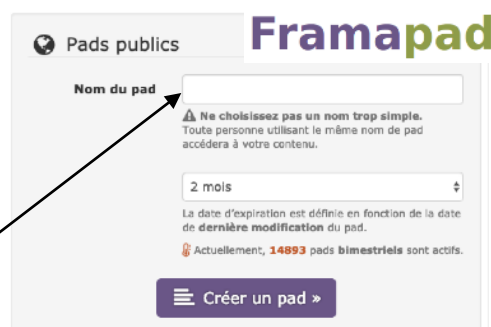 Framapad
Pads publics
Nom du pad
Ne choisissez pas un nom trop simple.
Toute personne utilisant le même nom de pad
accédera à votre contenu.
2 mois
La date d'expiration est définie en fonction de la date
de dernière modification du pad.
Actuellement, 14893 pads bimestriels sont actifs.
Créer un pad »